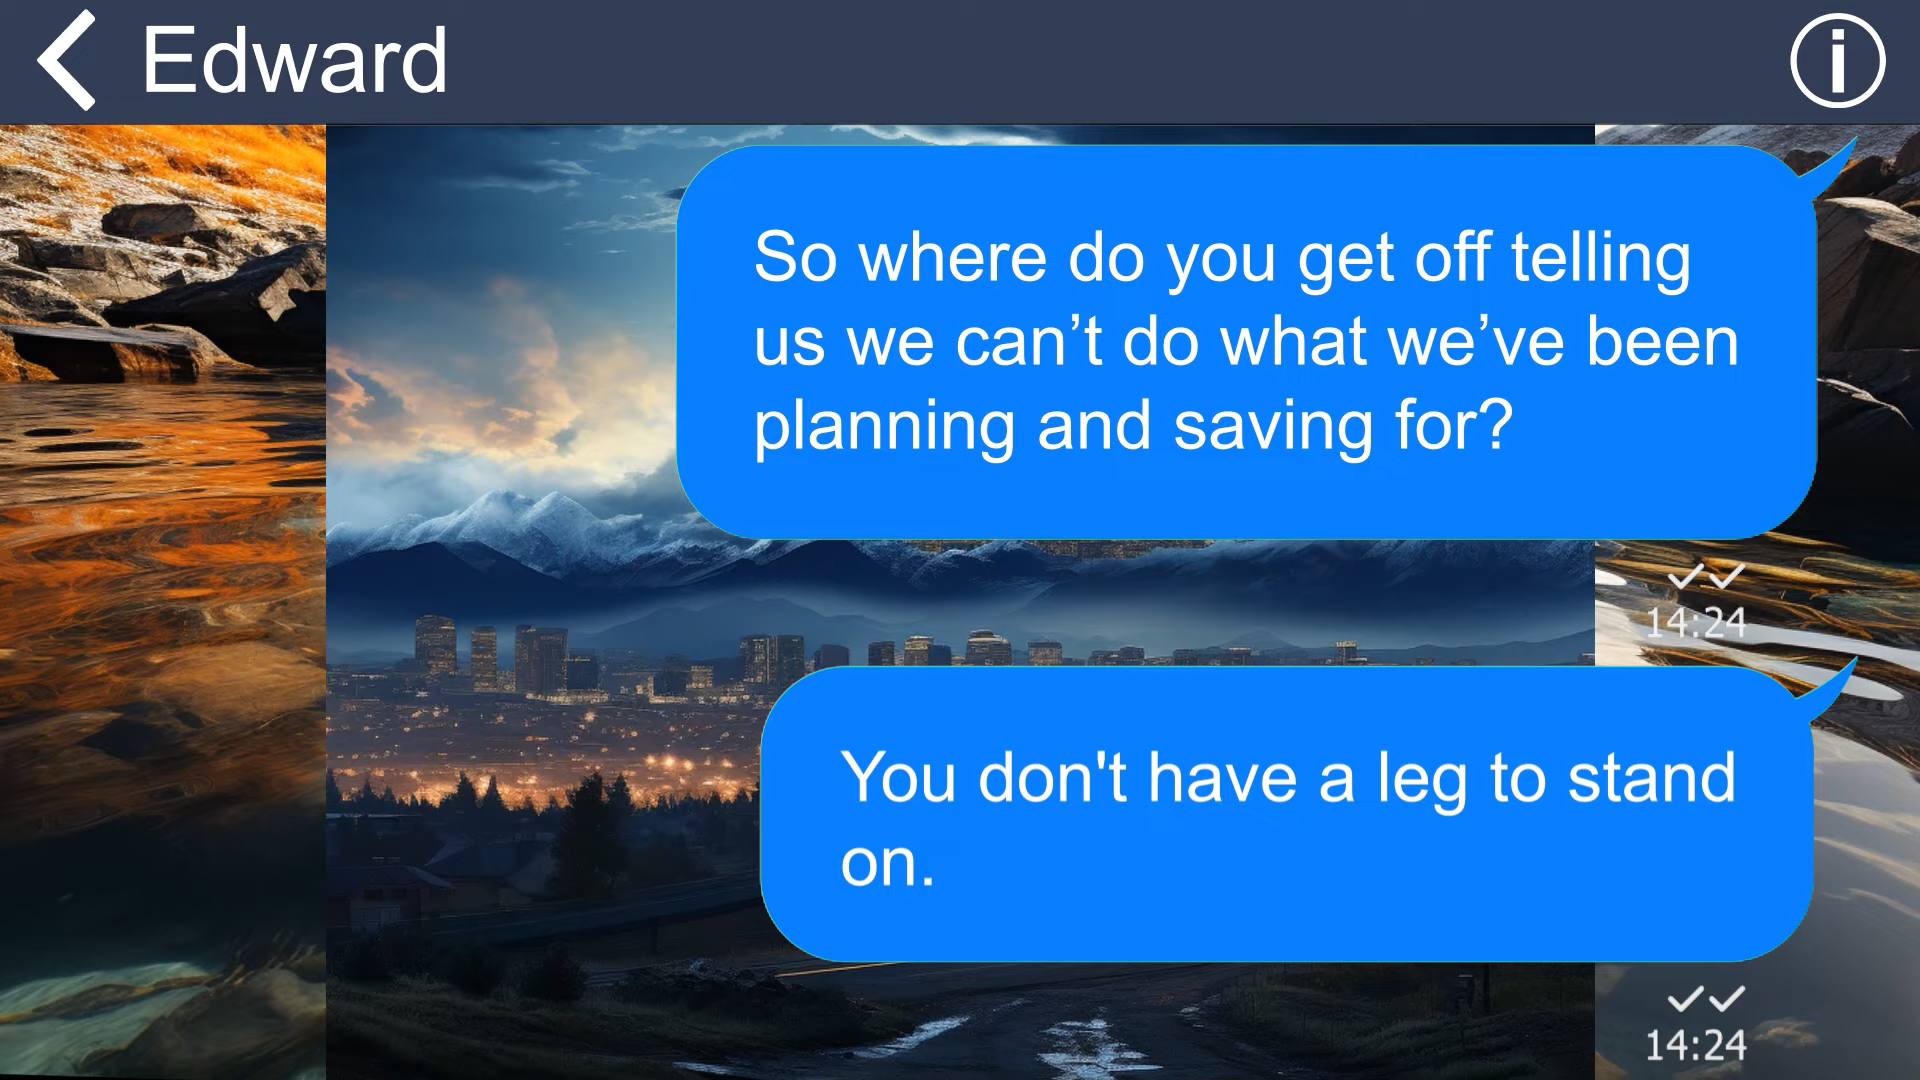 Edward
So where do you get off telling
us we can’t do what we’ve been
planning and saving for?
14:24
You don't have a leg to stand
on.
14:24